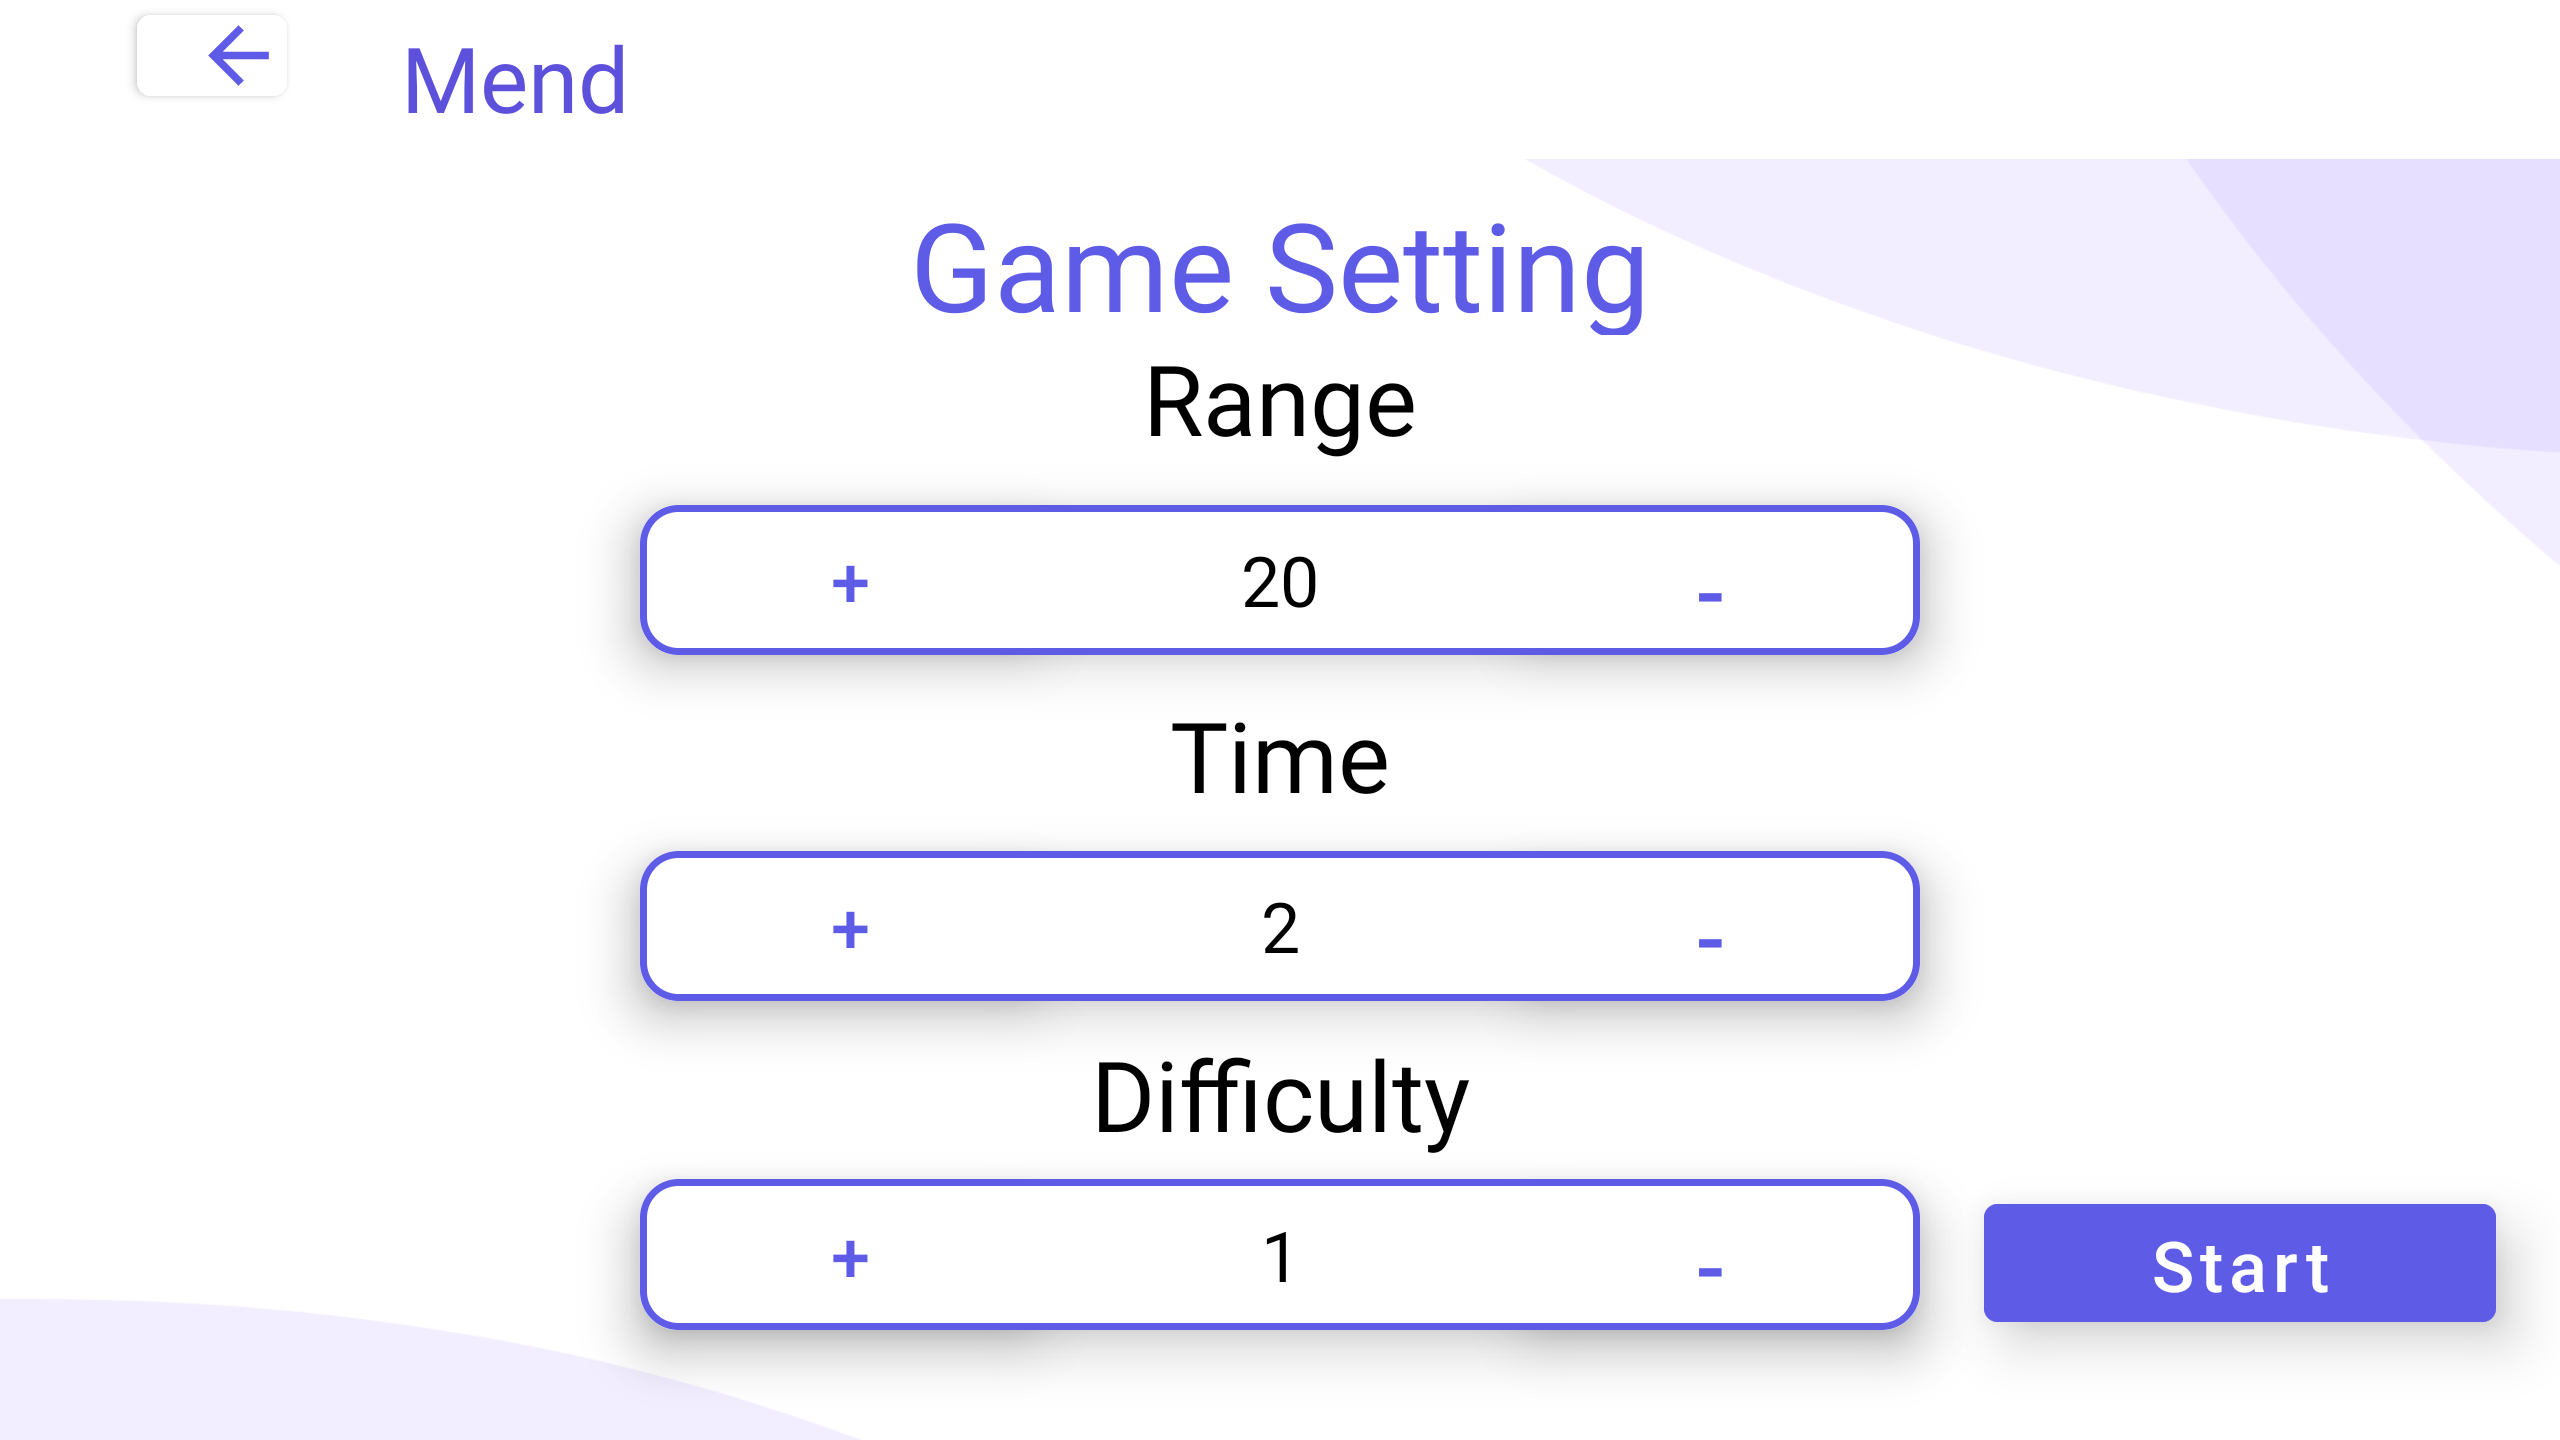 Mend
Game Setting
Range
+ 20 -
Time
+ 2 -
Difficulty
+ 1 -
Start